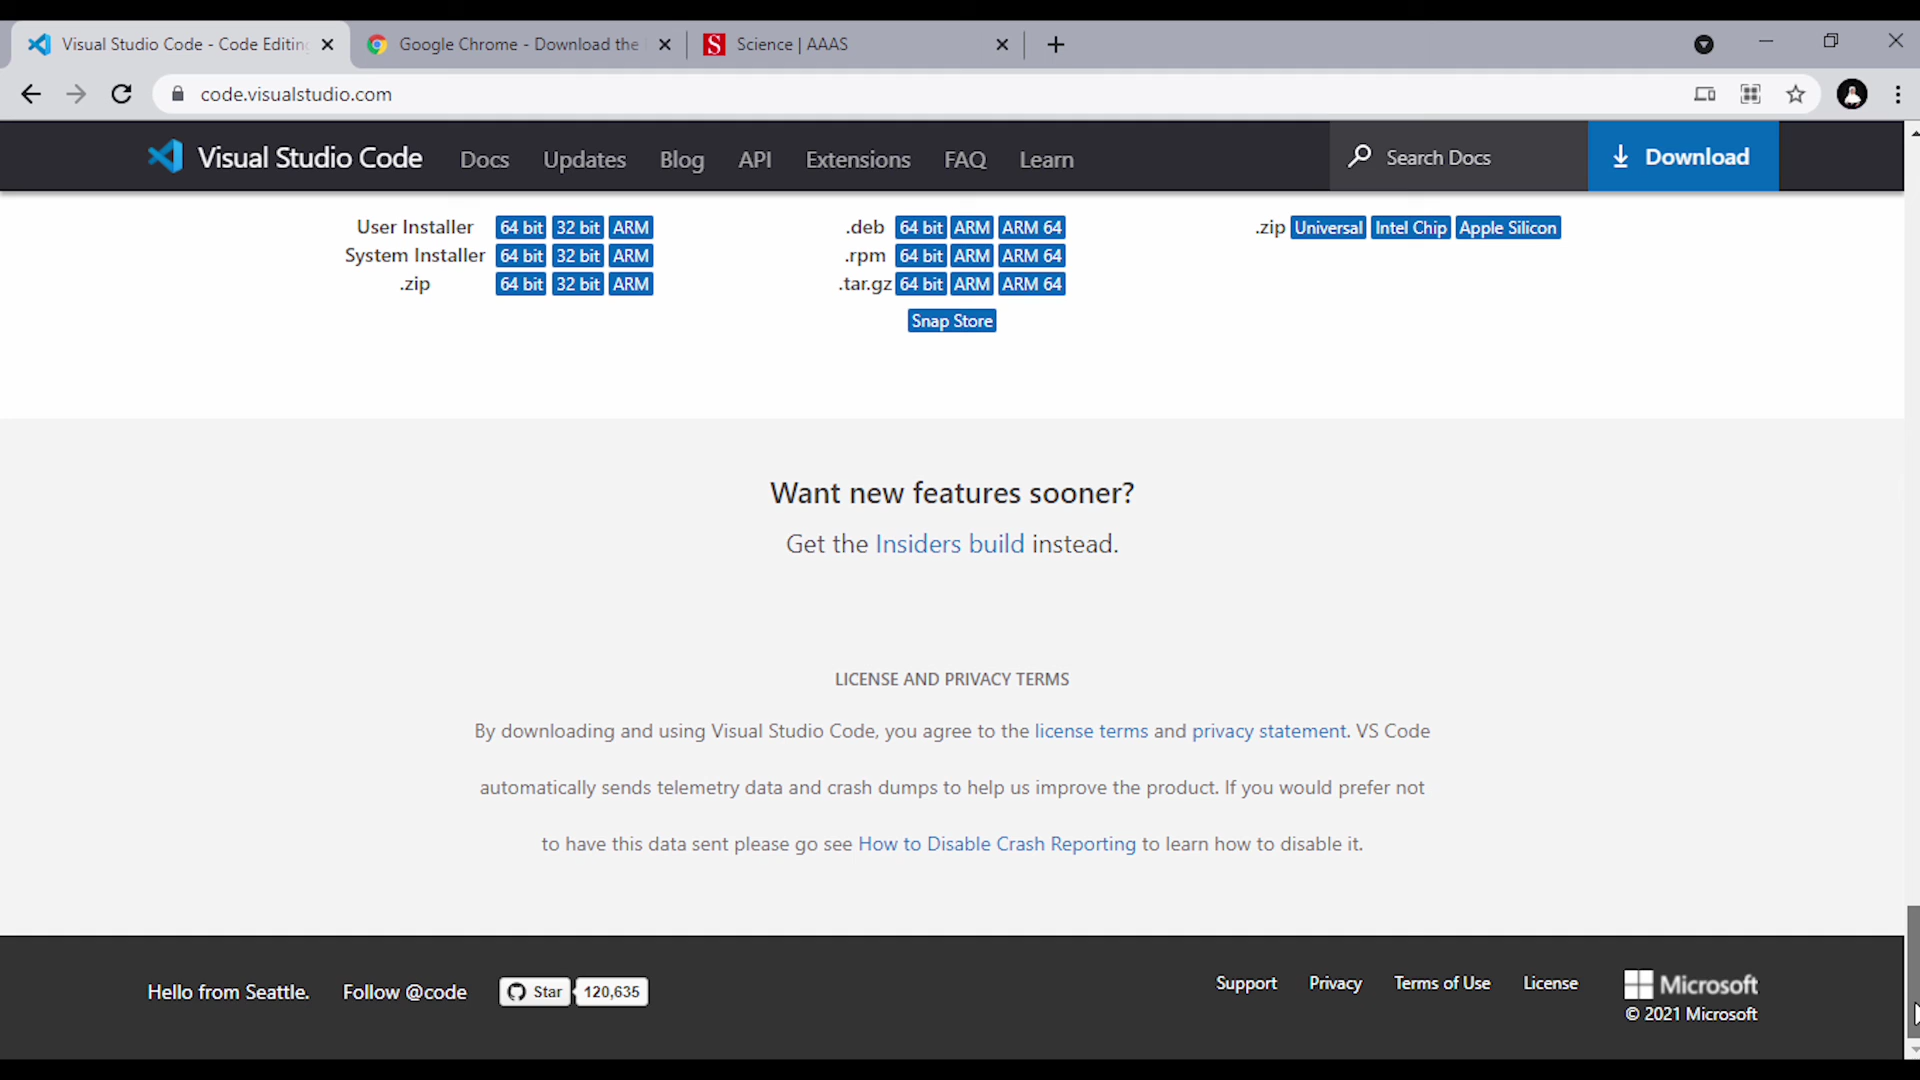 Visual Studio Code - Code Editing
Google Chrome - Download the
Science | AAAS
code.visualstudio.com
Visual Studio Code
Docs
Updates
Blog
API
Extensions
FAQ
Learn
Search Docs
Download
User Installer 64 bit 32 bit ARM
System Installer 64 bit 32 bit ARM
.zip 64 bit 32 bit ARM
.deb 64 bit ARM ARM 64
.rpm 64 bit ARM ARM 64
.tar.gz 64 bit ARM ARM 64
Snap Store
.zip Universal Intel Chip Apple Silicon
Want new features sooner?
Get the Insiders build instead.
LICENSE AND PRIVACY TERMS
By downloading and using Visual Studio Code, you agree to the license terms and privacy statement. VS Code
automatically sends telemetry data and crash dumps to help us improve the product. If you would prefer not
to have this data sent please go see How to Disable Crash Reporting to learn how to disable it.
Hello from Seattle.
Follow @code
Star
120,635
Support
Privacy
Terms of Use
License
Microsoft
© 2021 Microsoft